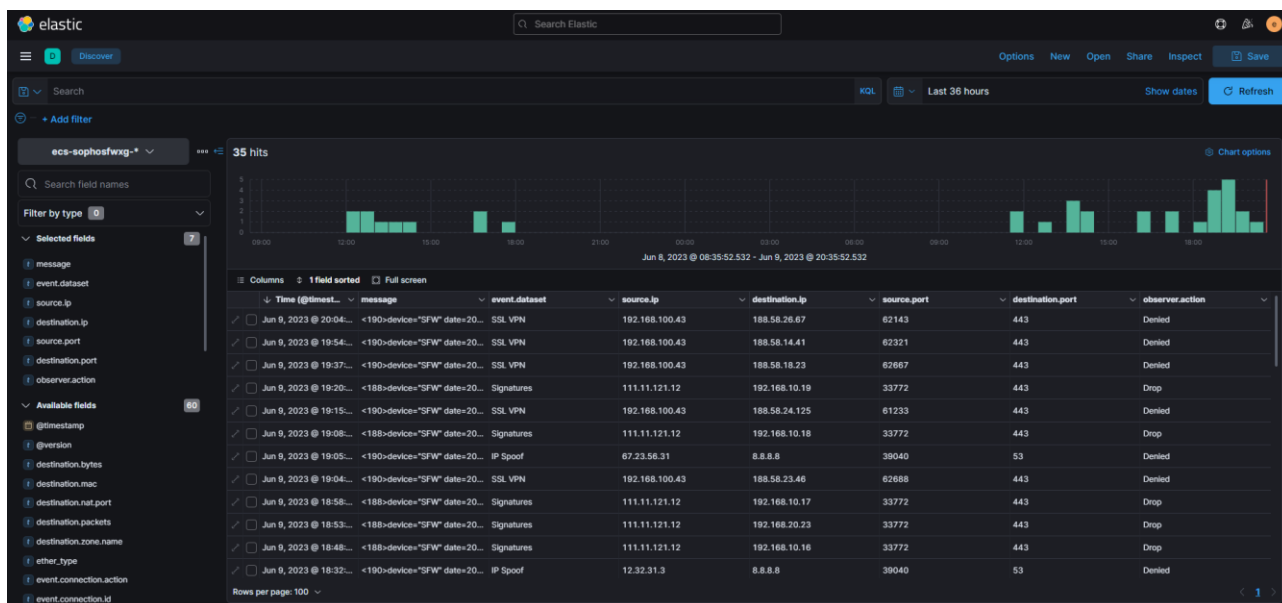 elastic
Search Elastic
e
D Discover Options New Open Share Inspect Save
Search KQL Last 36 hours Show dates Refresh
+ Add filter
ecs-sophosfwxg-*
35 hits
Chart options
Search field names
Filter by type 0
Selected fields 7
message
event.dataset
source.ip
destination.ip
source.port
destination.port
observer.action
Available fields 60
@timestamp
@version
destination.bytes
destination.mac
destination.nat.port
destination.packets
destination.zone.name
ether_type
event.connection.action
event.connection.id
5
4
3
2
1
0
09:00 12:00 15:00 18:00 21:00 00:00 03:00 06:00 09:00 12:00 15:00 18:00
Jun 8, 2023 @ 08:35:52.532 - Jun 9, 2023 @ 20:35:52.532
Columns 1 field sorted Full screen
Time (@timest... message event.dataset source.ip destination.ip source.port destination.port observer.action
Jun 9, 2023 @ 20:04:... <190>device="SFW" date=20... SSL VPN 192.168.100.43 188.58.26.67 62143 443 Denied
Jun 9, 2023 @ 19:54:... <190>device="SFW" date=20... SSL VPN 192.168.100.43 188.58.14.41 62321 443 Denied
Jun 9, 2023 @ 19:37:... <190>device="SFW" date=20... SSL VPN 192.168.100.43 188.58.18.23 62667 443 Denied
Jun 9, 2023 @ 19:20:... <188>device="SFW" date=20... Signatures 111.11.121.12 192.168.10.19 33772 443 Drop
Jun 9, 2023 @ 19:15:... <190>device="SFW" date=20... SSL VPN 192.168.100.43 188.58.24.125 61233 443 Denied
Jun 9, 2023 @ 19:08:... <188>device="SFW" date=20... Signatures 111.11.121.12 192.168.10.18 33772 443 Drop
Jun 9, 2023 @ 19:05:... <190>device="SFW" date=20... IP Spoof 67.23.56.31 8.8.8.8 39040 53 Denied
Jun 9, 2023 @ 19:04:... <190>device="SFW" date=20... SSL VPN 192.168.100.43 188.58.23.46 62688 443 Denied
Jun 9, 2023 @ 18:58:... <188>device="SFW" date=20... Signatures 111.11.121.12 192.168.10.17 33772 443 Drop
Jun 9, 2023 @ 18:53:... <188>device="SFW" date=20... Signatures 111.11.121.12 192.168.20.23 33772 443 Drop
Jun 9, 2023 @ 18:48:... <188>device="SFW" date=20... Signatures 111.11.121.12 192.168.10.16 33772 443 Drop
Jun 9, 2023 @ 18:32:... <190>device="SFW" date=20... IP Spoof 12.32.31.3 8.8.8.8 39040 53 Denied
Rows per page: 100 1